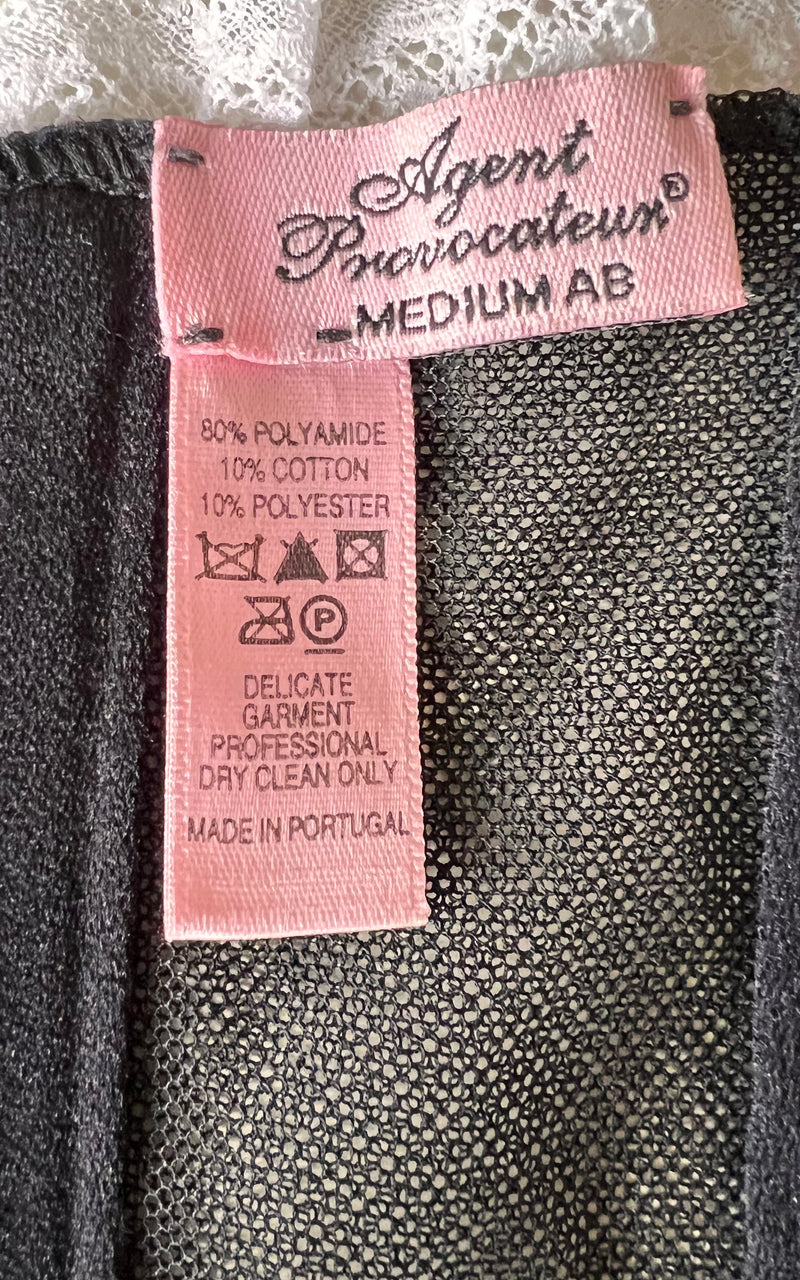 Agent
Provocateur®
MEDIUM AB
80% POLYAMIDE
10% COTTON
10% POLYESTER
P
DELICATE
GARMENT
PROFESSIONAL
DRY CLEAN ONLY
MADE IN PORTUGAL